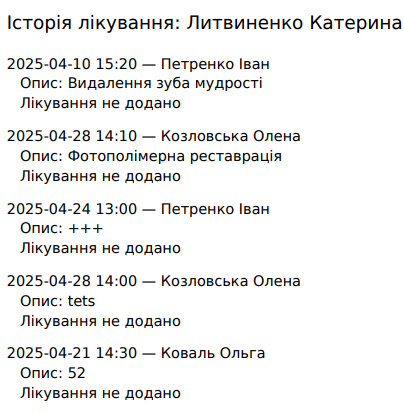 Історія лікування: Литвиненко Катерина
2025-04-10 15:20 — Петренко Іван
Опис: Видалення зуба мудрості
Лікування не додано
2025-04-28 14:10 — Козловська Олена
Опис: Фотополімерна реставрація
Лікування не додано
2025-04-24 13:00 — Петренко Іван
Опис: +++
Лікування не додано
2025-04-28 14:00 — Козловська Олена
Опис: tets
Лікування не додано
2025-04-21 14:30 — Коваль Ольга
Опис: 52
Лікування не додано